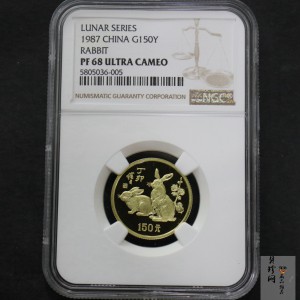 LUNAR SERIES
1987 CHINA G150Y
RABBIT
PF 68 ULTRA CAMEO
5805036-005
NUMISMATIC GUARANTY CORPORATION
NGC
丁卯
150元